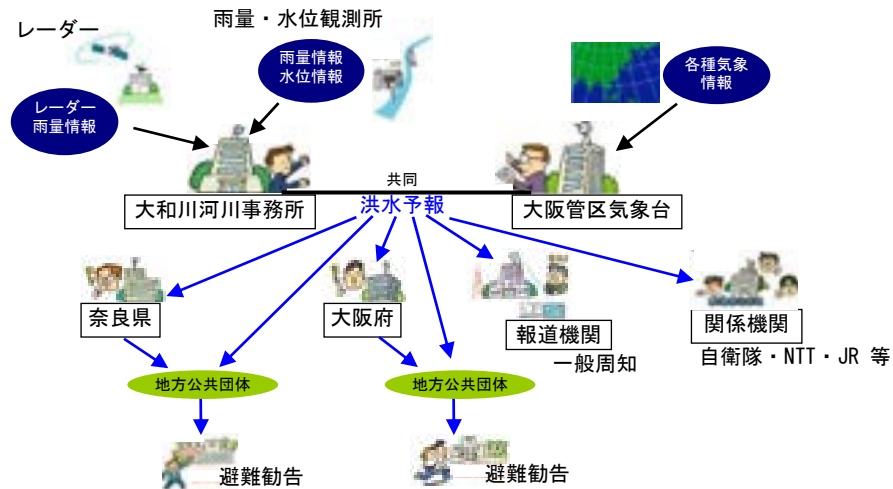 レーダー
雨量・水位観測所
雨量情報
水位情報
各種気象
情報
レーダー
雨量情報
共同
大和川河川事務所
洪水予報
大阪管区気象台
奈良県
大阪府
報道機関
関係機関
一般周知
自衛隊・NTT・JR 等
地方公共団体
地方公共団体
避難勧告
避難勧告